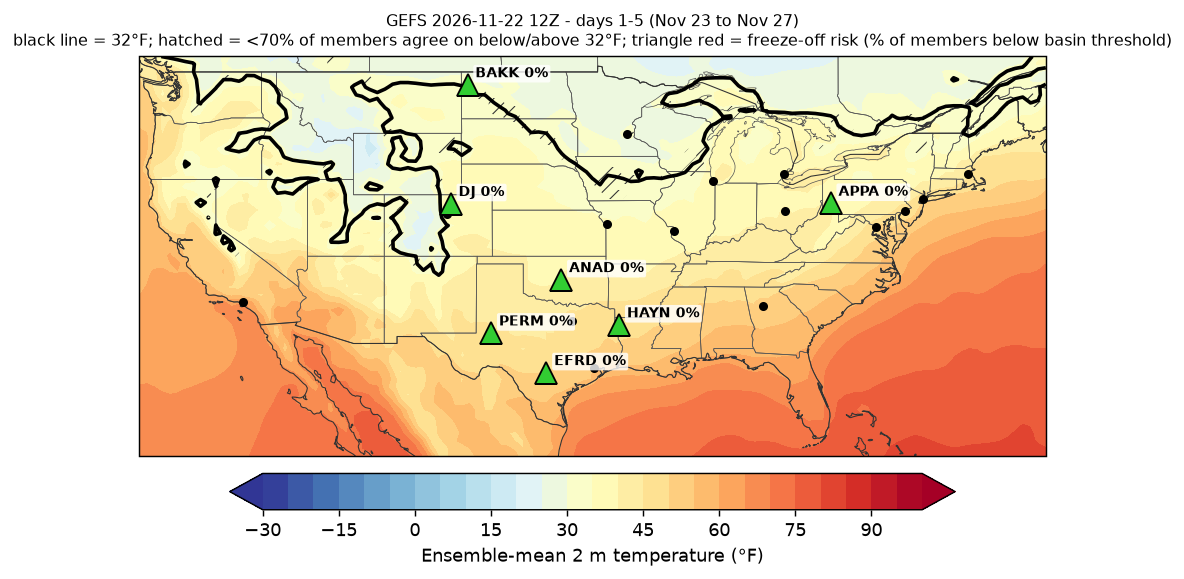 GEFS 2026-11-22 12Z - days 1-5 (Nov 23 to Nov 27)
black line = 32°F; hatched = <70% of members agree on below/above 32°F; triangle red = freeze-off risk (% of members below basin threshold)
BAKK 0%
DJ 0%
APPA 0%
ANAD 0%
HAYN 0%
PERM 0%
EFRD 0%
−30 −15 0 15 30 45 60 75 90
Ensemble-mean 2 m temperature (°F)